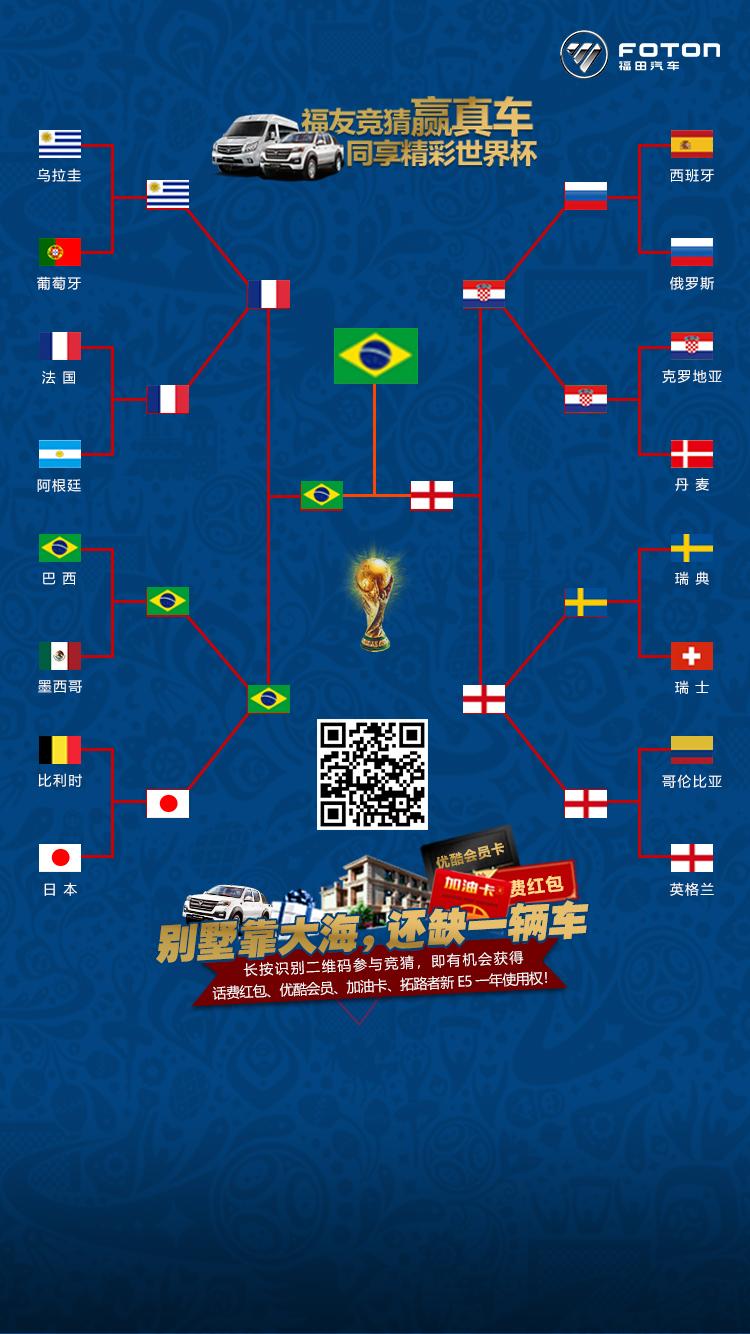 FOTON
福田汽车
福友竞猜赢真车
同享精彩世界杯
乌拉圭
葡萄牙
法国
阿根廷
巴西
墨西哥
比利时
日本
西班牙
俄罗斯
克罗地亚
丹麦
瑞典
瑞士
哥伦比亚
英格兰
优酷会员卡
加油卡
费红包
别墅靠大海，还缺一辆车
长按识别二维码参与竞猜，即有机会获得
话费红包、优酷会员、加油卡、拓路者新 E5 一年使用权！